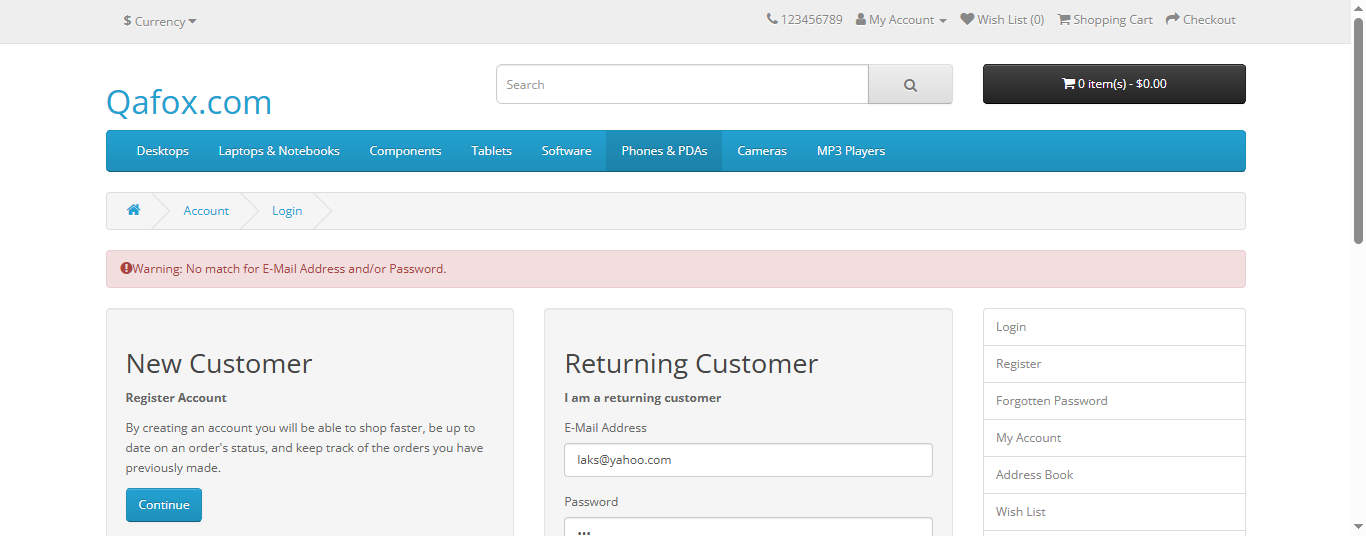 $ Currency
123456789 My Account Wish List (0) Shopping Cart Checkout
Qafox.com
Search
0 item(s) - $0.00
Desktops Laptops & Notebooks Components Tablets Software Phones & PDAs Cameras MP3 Players
Account Login
Warning: No match for E-Mail Address and/or Password.
New Customer
Register Account
By creating an account you will be able to shop faster, be up to
date on an order's status, and keep track of the orders you have
previously made.
Continue
Returning Customer
I am a returning customer
E-Mail Address
laks@yahoo.com
Password
Login
Register
Forgotten Password
My Account
Address Book
Wish List